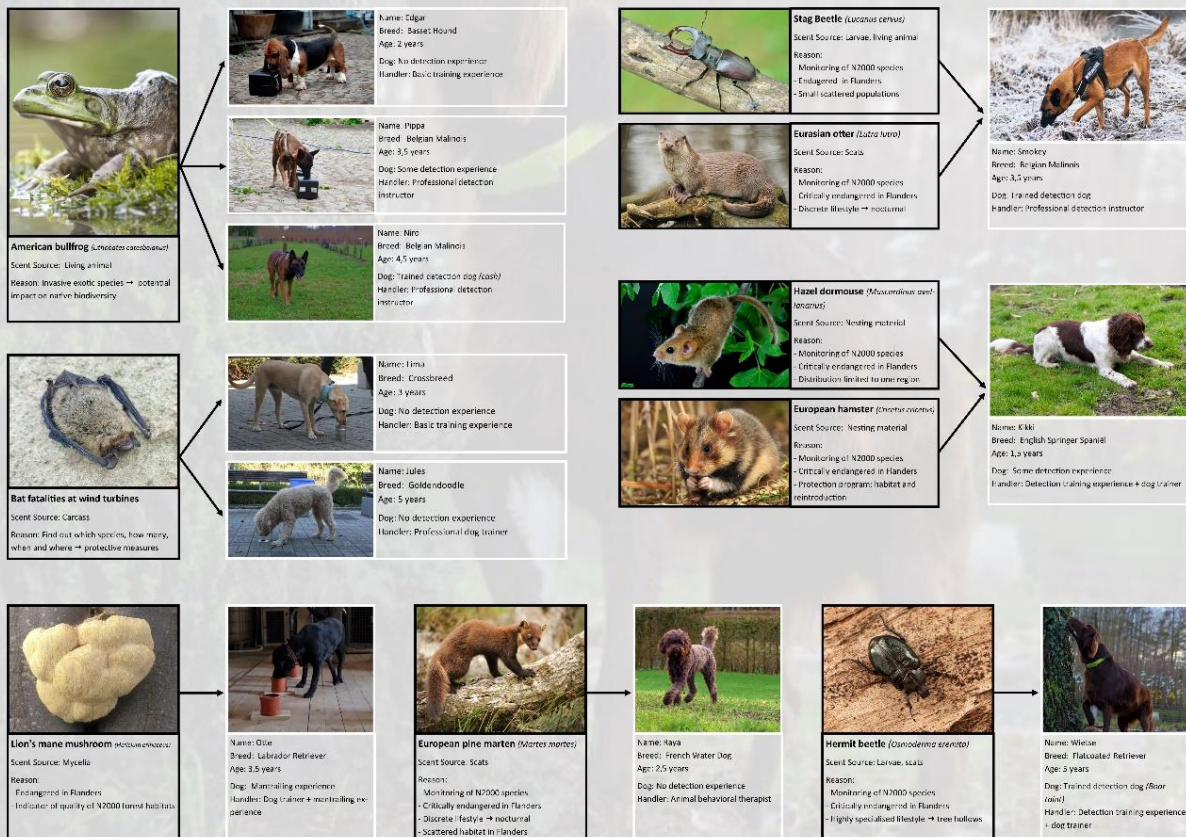 American bullfrog (Lithobates catesbeianus)
Scent Source: Living animal
Reason: Invasive exotic species → potential
impact on native biodiversity
Name: Edgar
Breed: Basset Hound
Age: 2 years
Dog: No detection experience
Handler: Basic training experience
Name: Pippa
Breed: Belgian Malinois
Age: 3,5 years
Dog: Some detection experience
Handler: Professional detection
instructor
Name: Niro
Breed: Belgian Malinois
Age: 4,5 years
Dog: Trained detection dog (cash)
Handler: Professional detection
instructor
Stag Beetle (Lucanus cervus)
Scent Source: Larvae, living animal
Reason:
Monitoring of N2000 species
- Endagered in Flanders
- Small scattered populations
Eurasian otter (Lutra lutra)
Scent Source: Scats
Reason:
Monitoring of N2000 species
- Critically endangered in Flanders
- Discrete lifestyle → nocturnal
Name: Smokey
Breed: Belgian Malinois
Age: 3,5 years
Dog: Trained detection dog
Handler: Professional detection instructor
Bat fatalities at wind turbines
Scent Source: Carcass
Reason: Find out which species, how many,
when and where → protective measures
Name: Lima
Breed: Crossbreed
Age: 3 years
Dog: No detection experience
Handler: Basic training experience
Name: Jules
Breed: Goldendoodle
Age: 5 years
Dog: No detection experience
Handler: Professional dog trainer
Hazel dormouse (Muscardinus avel-
lanarius)
Scent Source: Nesting material
Reason:
- Monitoring of N2000 species
- Critically endangered in Flanders
- Distribution limited to one region
European hamster (Cricetus cricetus)
Scent Source: Nesting material
Reason:
- Monitoring of N2000 species
- Critically endangered in Flanders
- Protection program: habitat and
reintroduction
Name: Kikki
Breed: English Springer Spaniël
Age: 1,5 years
Dog: Some detection experience
Handler: Detection training experience + dog trainer
Lion's mane mushroom (Hericium erinaceus)
Scent Source: Mycelia
Reason:
Endangered in Flanders
- Indicator of quality of N2000 forest habitats
Name: Otte
Breed: Labrador Retriever
Age: 3,5 years
Dog: Mantrailing experience
Handler: Dog trainer + mantrailing ex-
perience
European pine marten (Martes martes)
Scent Source: Scats
Reason:
Monitoring of N2000 species
- Critically endangered in Flanders
- Discrete lifestyle → nocturnal
- Scattered habitat in Flanders
Name: Raya
Breed: French Water Dog
Age: 2,5 years
Dog: No detection experience
Handler: Animal behavioral therapist
Hermit beetle (Osmoderma eremita)
Scent Source: Larvae, scats
Reason:
Monitoring of N2000 species
- Critically endangered in Flanders
- Highly specialised lifestyle → tree hollows
Name: Wietse
Breed: Flatcoated Retriever
Age: 5 years
Dog: Trained detection dog (Boar
taint)
Handler: Detection training experience
+ dog trainer